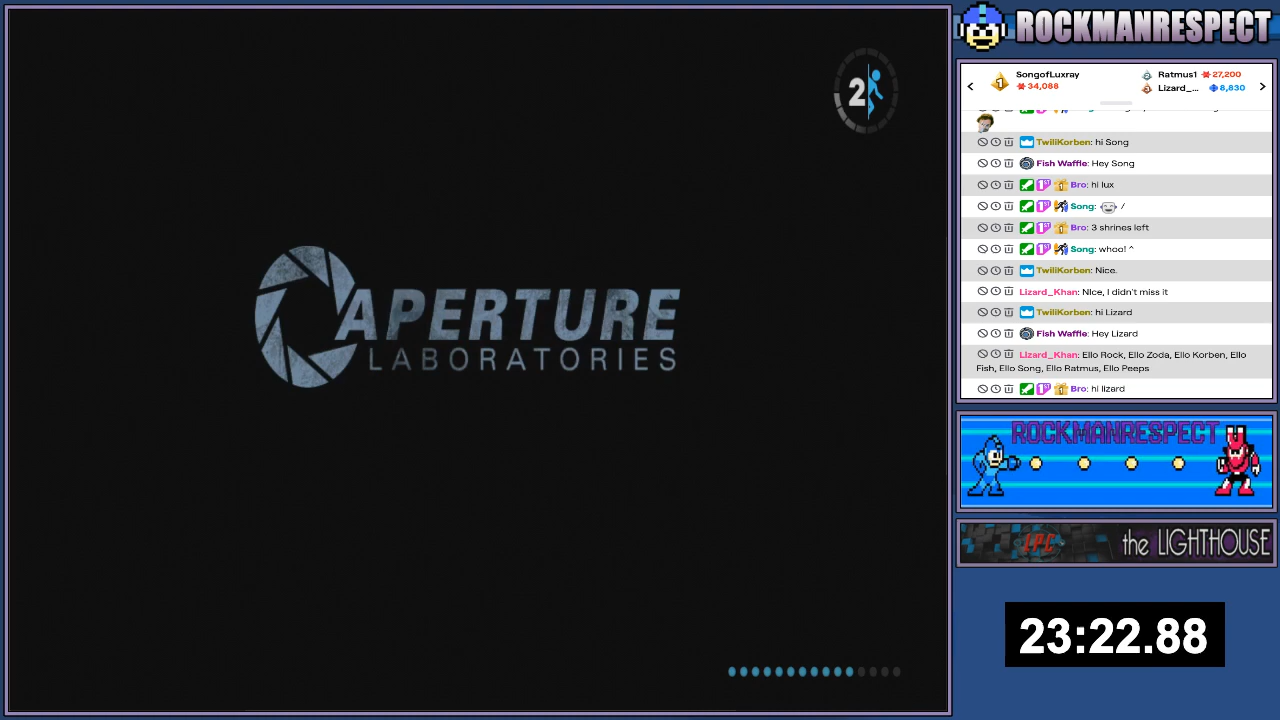 2
APERTURE
LABORATORIES
ROCKMANRESPECT
1
SongofLuxray
34,088
Ratmus1 27,200
Lizard_... 8,830
TwiliKorben: hi Song
Fish Waffle: Hey Song
Bro: hi lux
Song: /
Bro: 3 shrines left
Song: whoo! ^
TwiliKorben: Nice.
Lizard_Khan: NIce, I didn't miss it
TwiliKorben: hi Lizard
Fish Waffle: Hey Lizard
Lizard_Khan: Ello Rock, Ello Zoda, Ello Korben, Ello
Fish, Ello Song, Ello Ratmus, Ello Peeps
Bro: hi lizard
ROCKMANRESPECT
LPC the LIGHTHOUSE
23:22.88